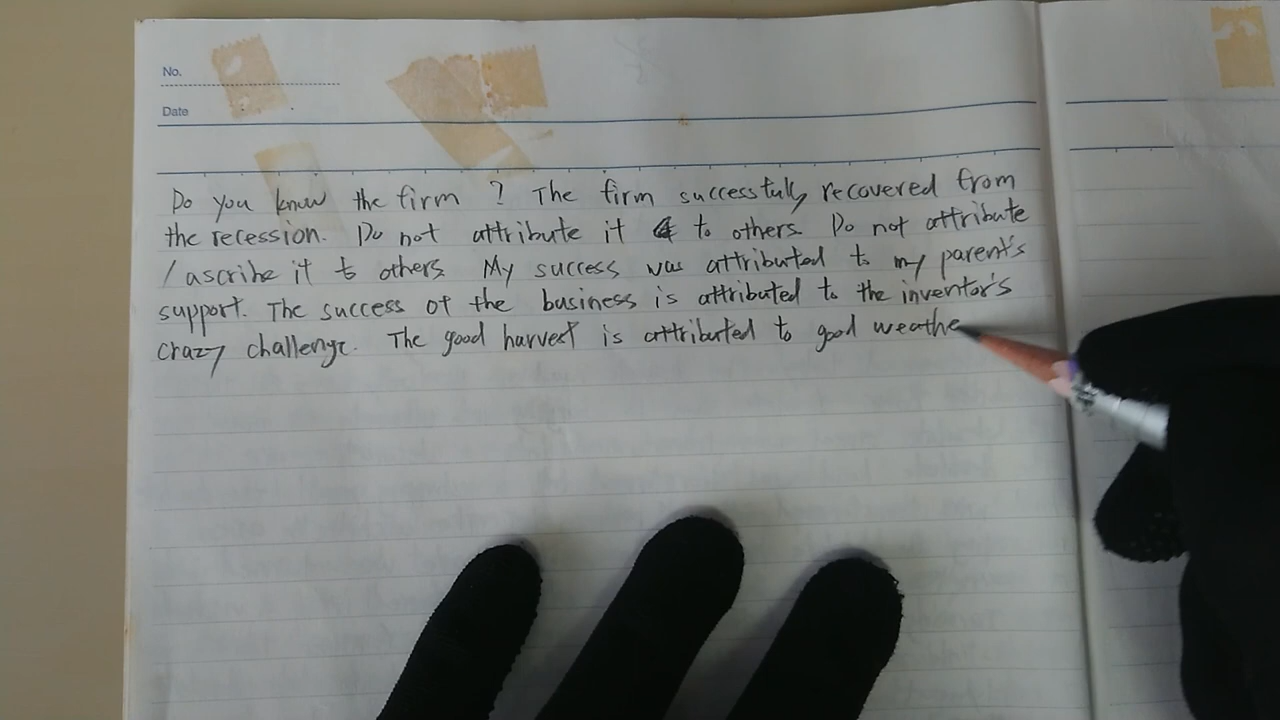 No.
Date
Do you know the firm ? The firm successfully recovered from
the recession. Do not attribute it to others. Do not attribute
/ ascribe it to others. My success was attributed to my parent's
support. The success of the business is attributed to the inventor's
crazy challenge. The good harvest is attributed to good weathe